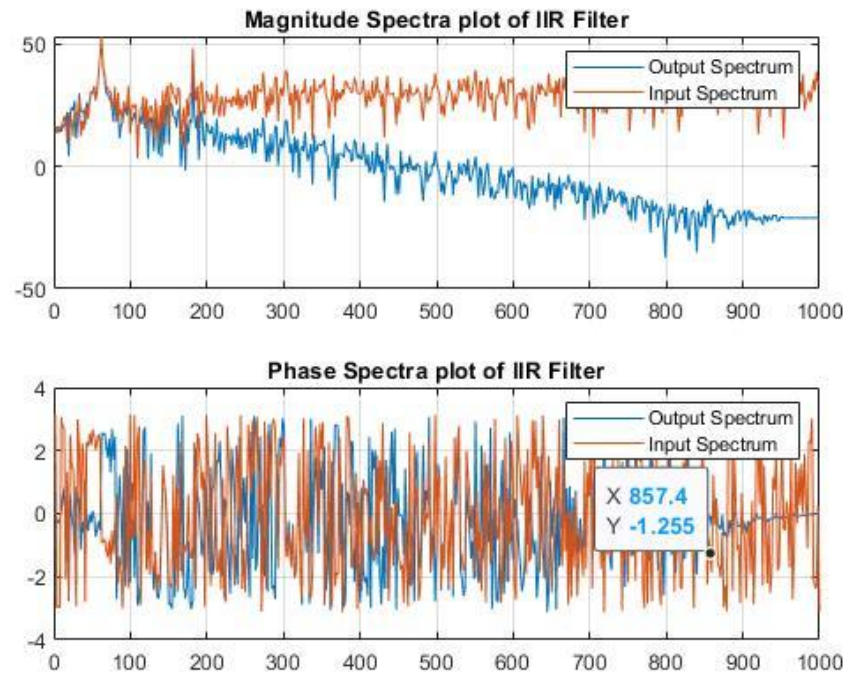 Magnitude Spectra plot of IIR Filter
50
0
-50
Output Spectrum
Input Spectrum
0 100 200 300 400 500 600 700 800 900 1000
Phase Spectra plot of IIR Filter
4
2
0
-2
-4
Output Spectrum
Input Spectrum
X 857.4
Y -1.255
0 100 200 300 400 500 600 700 800 900 1000